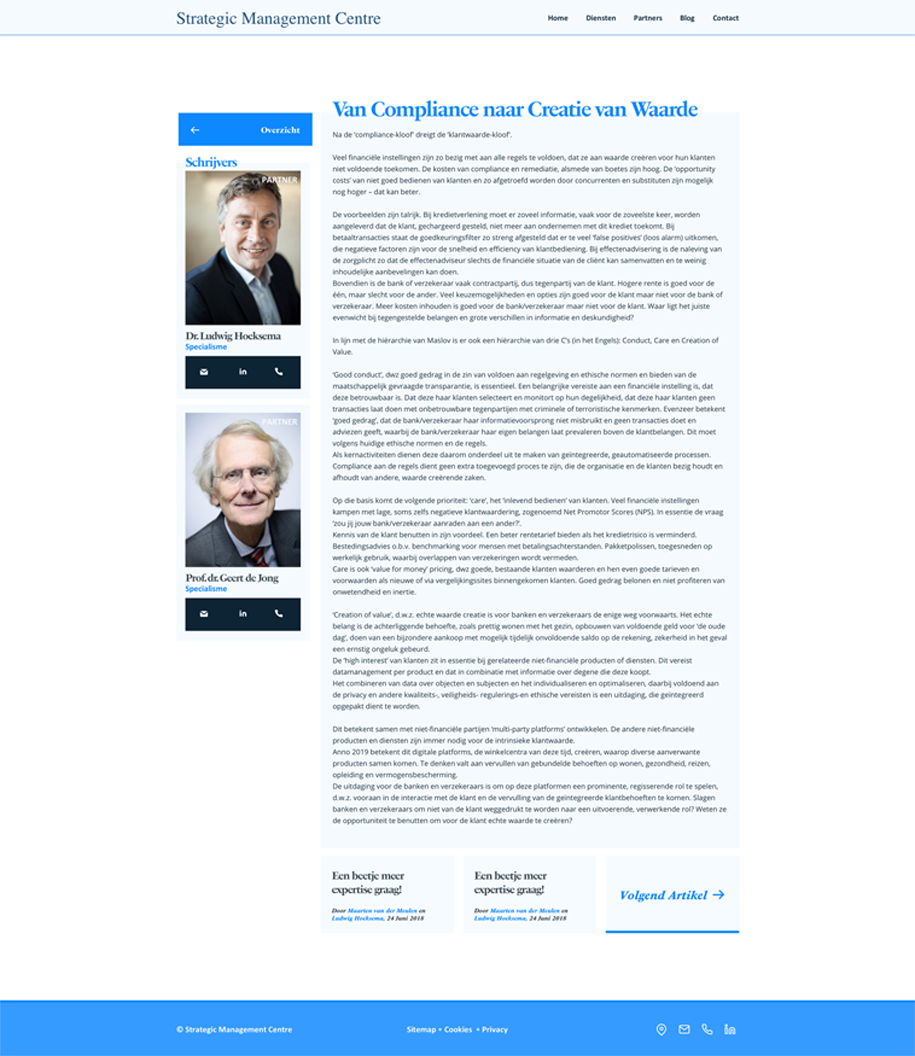 Strategic Management Centre
Home Diensten Partners Blog Contact
Overzicht
Schrijvers
PARTNER
Dr. Ludwig Hoeksema
Specialisme
in
PARTNER
Prof. dr. Geert de Jong
Specialisme
in
Van Compliance naar Creatie van Waarde
Na de 'compliance-kloof' dreigt de 'klantwaarde-kloof'.
Veel financiële instellingen zijn zo bezig met aan alle regels te voldoen, dat ze aan waarde creëren voor hun klanten
niet voldoende toekomen. De kosten van compliance en remediatie, alsmede van boetes zijn hoog. De 'opportunity
costs' van niet goed bedienen van klanten en zo afgetroefd worden door concurrenten en substituten zijn mogelijk
nog hoger – dat kan beter.
De voorbeelden zijn talrijk. Bij kredietverlening moet er zoveel informatie, vaak voor de zoveelste keer, worden
aangeleverd dat de klant, gechargeerd gesteld, niet meer aan ondernemen met dit krediet toekomt. Bij
betaaltransacties staat de goedkeuringsfilter zo streng afgesteld dat er te veel 'false positives' (loos alarm) uitkomen,
die negatieve factoren zijn voor de snelheid en efficiency van klantbediening. Bij effectenadvisering is de naleving van
de zorgplicht zo dat de effectenadviseur slechts de financiële situatie van de cliënt kan samenvatten en te weinig
inhoudelijke aanbevelingen kan doen.
Bovendien is de bank of verzekeraar vaak contractpartij, dus tegenpartij van de klant. Hogere rente is goed voor de
één, maar slecht voor de ander. Veel keuzemogelijkheden en opties zijn goed voor de klant maar niet voor de bank of
verzekeraar. Meer kosten inhouden is goed voor de bank/verzekeraar maar niet voor de klant. Waar ligt het juiste
evenwicht bij tegengestelde belangen en grote verschillen in informatie en deskundigheid?
In lijn met de hiërarchie van Maslov is er ook een hiërarchie van drie C's (in het Engels): Conduct, Care en Creation of
Value.
'Good conduct', dwz goed gedrag in de zin van voldoen aan regelgeving en ethische normen en bieden van de
maatschappelijk gevraagde transparantie, is essentieel. Een belangrijke vereiste aan een financiële instelling is, dat
deze betrouwbaar is. Dat deze haar klanten selecteert en monitort op hun degelijkheid, dat deze haar klanten geen
transacties laat doen met onbetrouwbare tegenpartijen met criminele of terroristische kenmerken. Evenzeer betekent
'goed gedrag', dat de bank/verzekeraar haar informatievoorsprong niet misbruikt en geen transacties doet en
adviezen geeft, waarbij de bank/verzekeraar haar eigen belangen laat prevaleren boven de klantbelangen. Dit moet
volgens huidige ethische normen en de regels.
Als kernactiviteiten dienen deze daarom onderdeel uit te maken van geïntegreerde, geautomatiseerde processen.
Compliance aan de regels dient geen extra toegevoegd proces te zijn, die de organisatie en de klanten bezig houdt en
afhoudt van andere, waarde creërende zaken.
Op die basis komt de volgende prioriteit: 'care', het 'inlevend bedienen' van klanten. Veel financiële instellingen
kampen met lage, soms zelfs negatieve klantwaardering, zogenoemd Net Promotor Scores (NPS). In essentie de vraag
'zou jij jouw bank/verzekeraar aanraden aan een ander?'.
Kennis van de klant benutten in zijn voordeel. Een beter rentetarief bieden als het kredietrisico is verminderd.
Bestedingsadvies o.b.v. benchmarking voor mensen met betalingsachterstanden. Pakketpolissen, toegesneden op
werkelijk gebruik, waarbij overlappen van verzekeringen wordt vermeden.
Care is ook 'value for money' pricing, dwz goede, bestaande klanten waarderen en hen even goede tarieven en
voorwaarden als nieuwe of via vergelijkingssites binnengekomen klanten. Goed gedrag belonen en niet profiteren van
onwetendheid en inertie.
'Creation of value', d.w.z. echte waarde creatie is voor banken en verzekeraars de enige weg voorwaarts. Het echte
belang is de achterliggende behoefte, zoals prettig wonen met het gezin, opbouwen van voldoende geld voor 'de oude
dag', doen van een bijzondere aankoop met mogelijk tijdelijk onvoldoende saldo op de rekening, zekerheid in het geval
een ernstig ongeluk gebeurd.
De 'high interest' van klanten zit in essentie bij gerelateerde niet-financiële producten of diensten. Dit vereist
datamanagement per product en dat in combinatie met informatie over degene die deze koopt.
Het combineren van data over objecten en subjecten en het individualiseren en optimaliseren, daarbij voldoend aan
de privacy en andere kwaliteits-, veiligheids- regulerings-en ethische vereisten is een uitdaging, die geïntegreerd
opgepakt dient te worden.
Dit betekent samen met niet-financiële partijen 'multi-party platforms' ontwikkelen. De andere niet-financiële
producten en diensten zijn immer nodig voor de intrinsieke klantwaarde.
Anno 2019 betekent dit digitale platforms, de winkelcentra van deze tijd, creëren, waarop diverse aanverwante
producten samen komen. Te denken valt aan vervullen van gebundelde behoeften op wonen, gezondheid, reizen,
opleiding en vermogensbescherming.
De uitdaging voor de banken en verzekeraars is om op deze platformen een prominente, regisserende rol te spelen,
d.w.z. vooraan in de interactie met de klant en de vervulling van de geïntegreerde klantbehoeften te komen. Slagen
banken en verzekeraars om niet van de klant weggedrukt te worden naar een uitvoerende, verwerkende rol? Weten ze
de opportuniteit te benutten om voor de klant echte waarde te creëren?
Een beetje meer
expertise graag!
Door Maarten van der Meulen en
Ludwig Hoeksema, 24 Juni 2018
Een beetje meer
expertise graag!
Door Maarten van der Meulen en
Ludwig Hoeksema, 24 Juni 2018
Volgend Artikel
© Strategic Management Centre
Sitemap • Cookies • Privacy
in